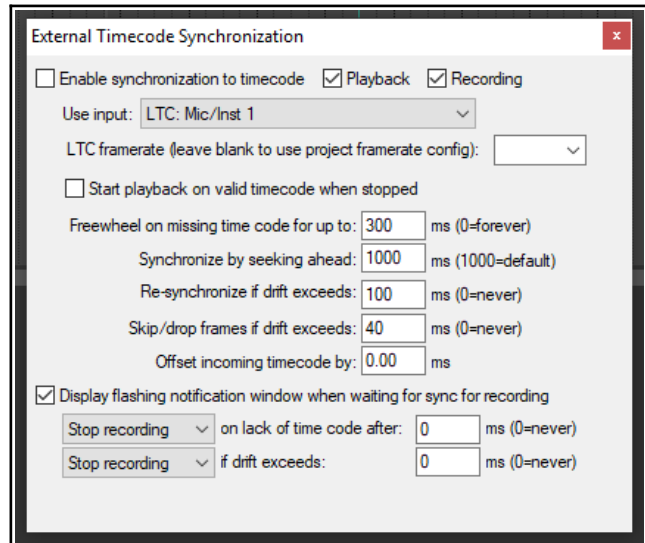 External Timecode Synchronization x
Enable synchronization to timecode Playback Recording
Use input: LTC: Mic/Inst 1
LTC framerate (leave blank to use project framerate config):
Start playback on valid timecode when stopped
Freewheel on missing time code for up to: 300 ms (0=forever)
Synchronize by seeking ahead: 1000 ms (1000=default)
Re-synchronize if drift exceeds: 100 ms (0=never)
Skip/drop frames if drift exceeds: 40 ms (0=never)
Offset incoming timecode by: 0.00 ms
Display flashing notification window when waiting for sync for recording
Stop recording on lack of time code after: 0 ms (0=never)
Stop recording if drift exceeds: 0 ms (0=never)